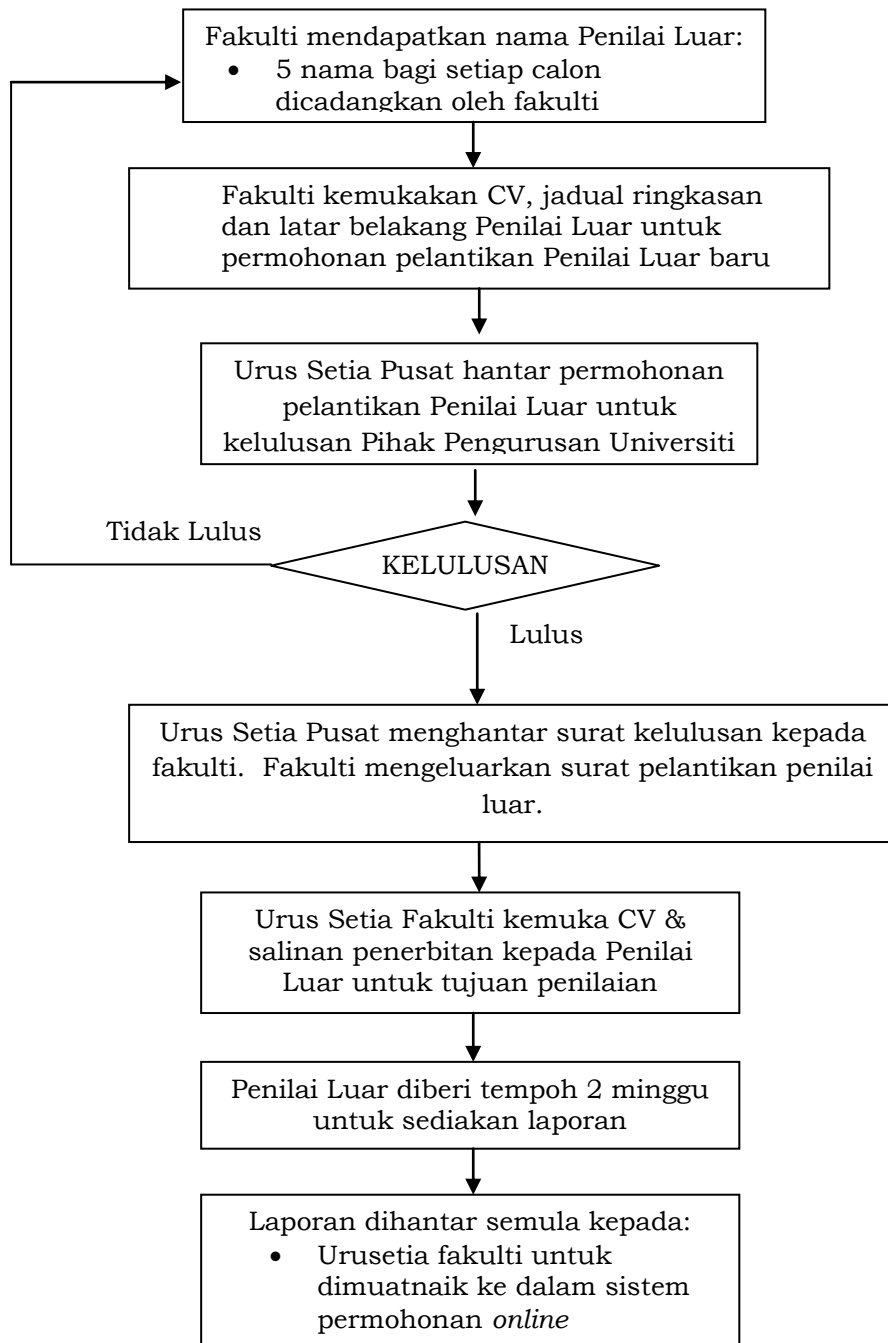 Fakulti mendapatkan nama Penilai Luar:
• 5 nama bagi setiap calon
dicadangkan oleh fakulti
Fakulti kemukakan CV, jadual ringkasan
dan latar belakang Penilai Luar untuk
permohonan pelantikan Penilai Luar baru
Urus Setia Pusat hantar permohonan
pelantikan Penilai Luar untuk
kelulusan Pihak Pengurusan Universiti
Tidak Lulus
KELULUSAN
Lulus
Urus Setia Pusat menghantar surat kelulusan kepada
fakulti. Fakulti mengeluarkan surat pelantikan penilai
luar.
Urus Setia Fakulti kemuka CV &
salinan penerbitan kepada Penilai
Luar untuk tujuan penilaian
Penilai Luar diberi tempoh 2 minggu
untuk sediakan laporan
Laporan dihantar semula kepada:
• Urusetia fakulti untuk
dimuatnaik ke dalam sistem
permohonan online